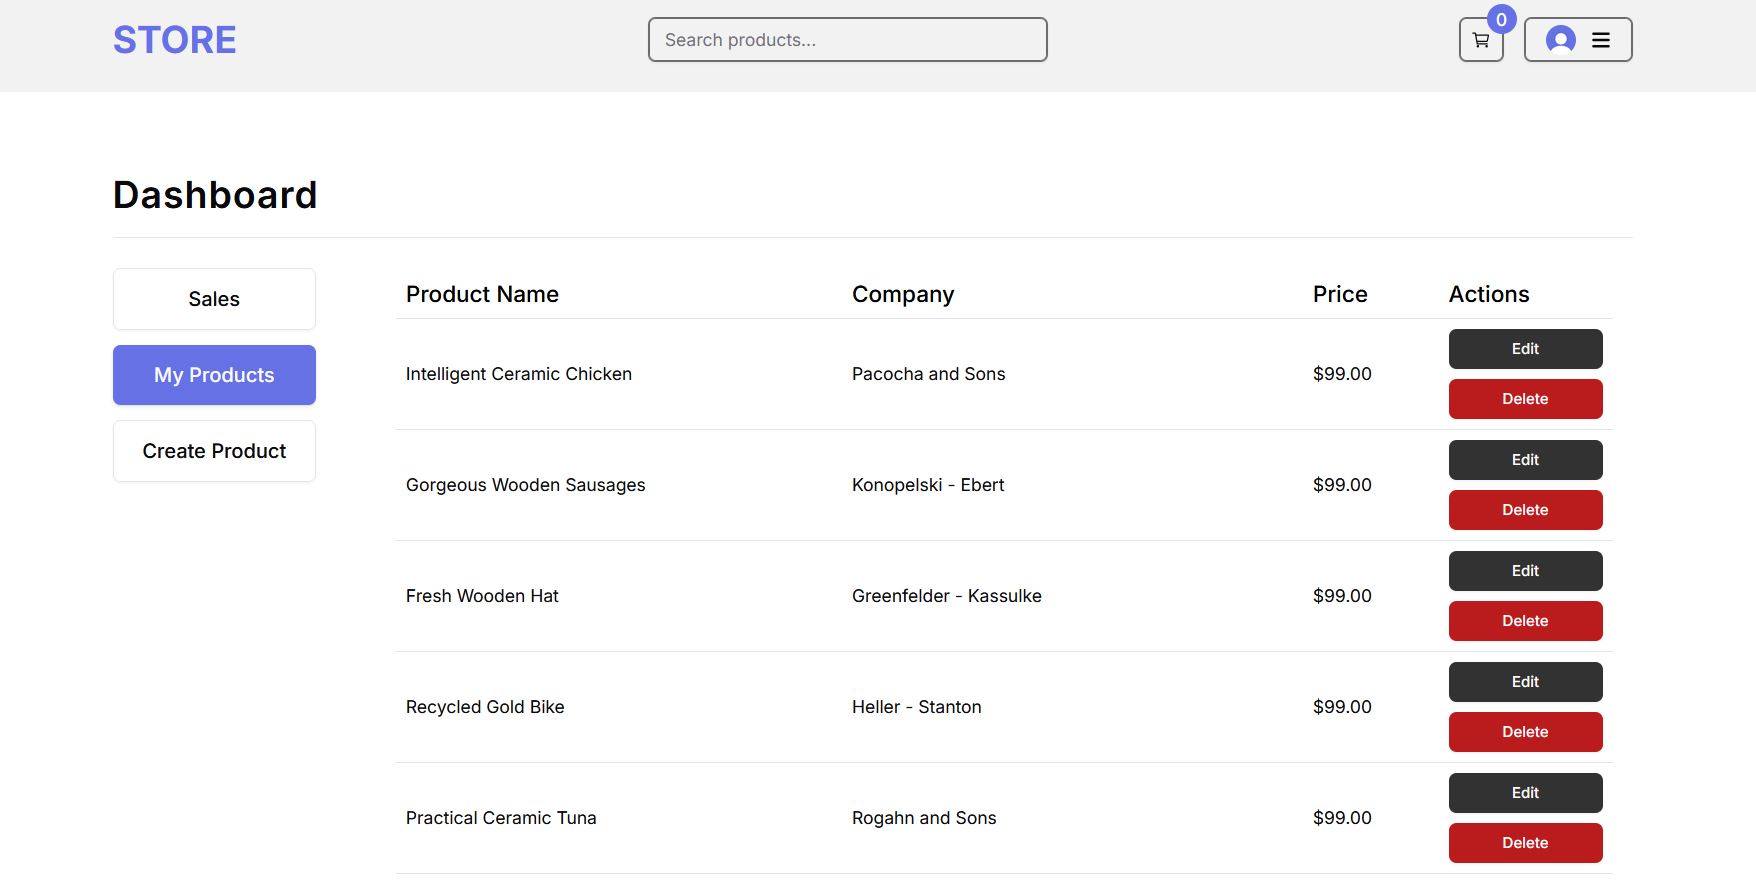 STORE
Search products...
0
Dashboard
Sales
My Products
Create Product
Product Name Company Price Actions
Intelligent Ceramic Chicken Pacocha and Sons $99.00 Edit
Delete
Gorgeous Wooden Sausages Konopelski - Ebert $99.00 Edit
Delete
Fresh Wooden Hat Greenfelder - Kassulke $99.00 Edit
Delete
Recycled Gold Bike Heller - Stanton $99.00 Edit
Delete
Practical Ceramic Tuna Rogahn and Sons $99.00 Edit
Delete